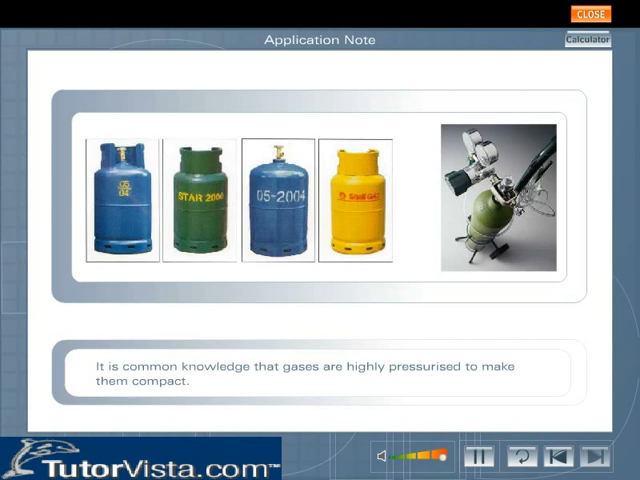 CLOSE
Application Note
Calculator
STAR 2000
05-2004
It is common knowledge that gases are highly pressurised to make
them compact.
TutorVista.com™